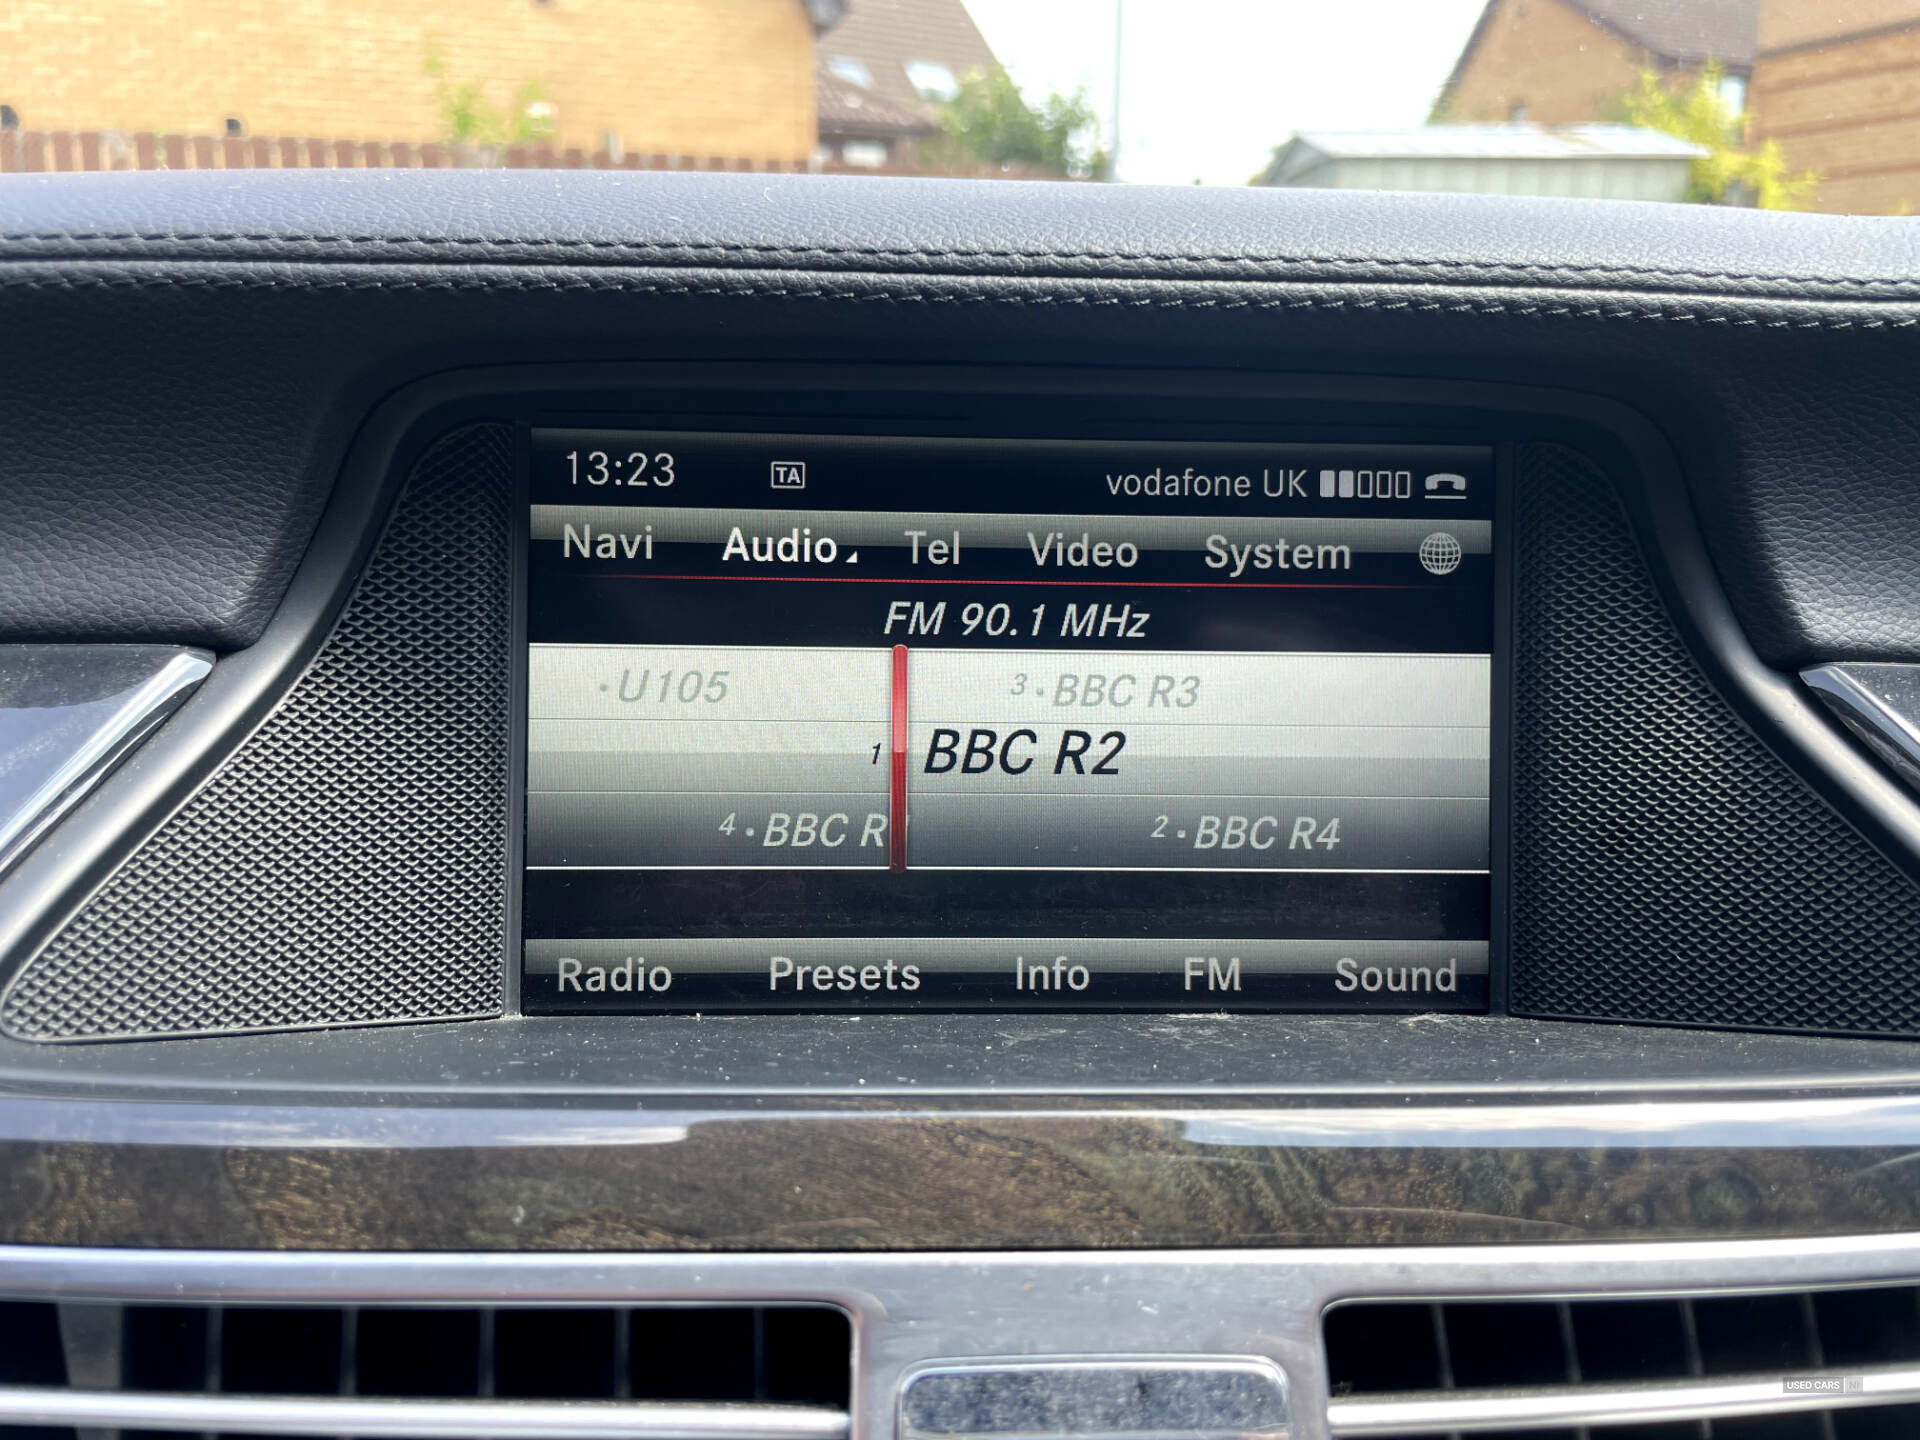 13:23 TA vodafone UK
Navi Audio Tel Video System
FM 90.1 MHz
·U105 3·BBC R3
1 BBC R2
4·BBC R 2·BBC R4
Radio Presets Info FM Sound
USED CARS NI